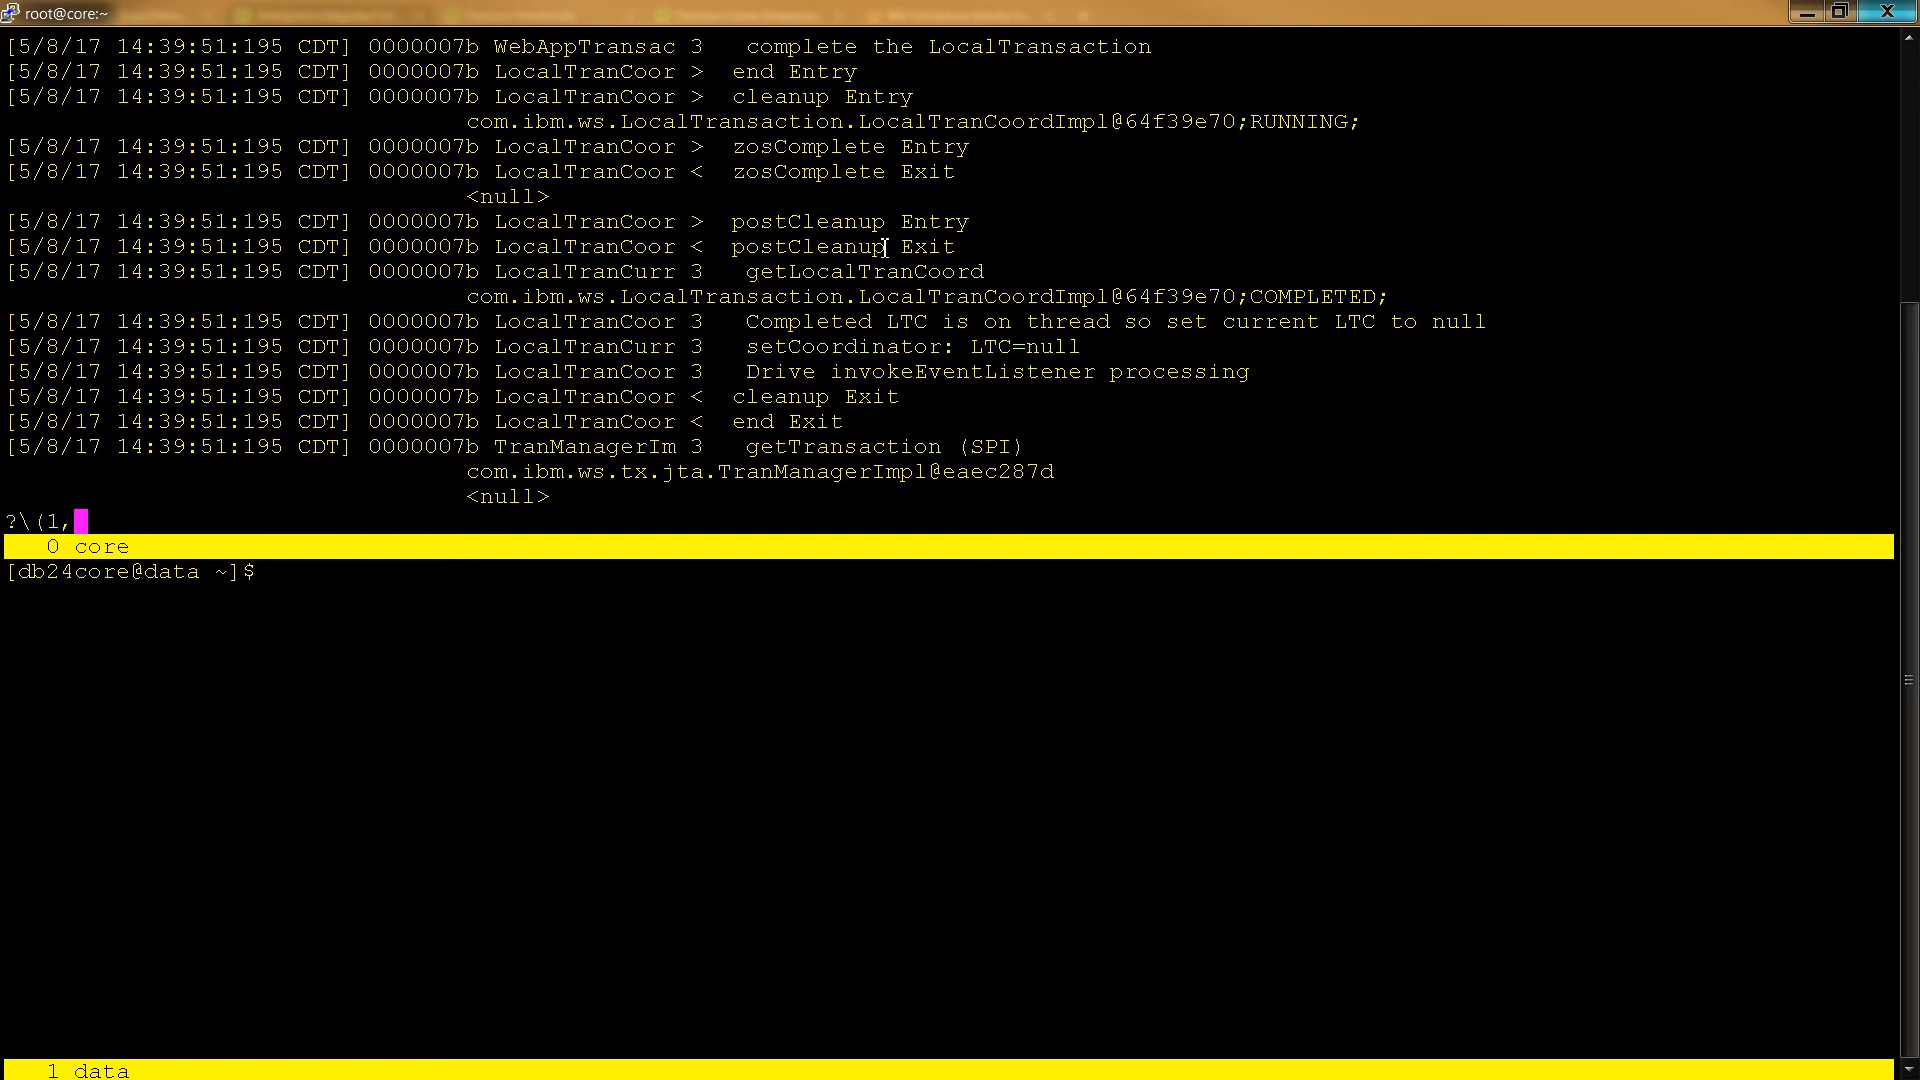 root@core:~
[5/8/17 14:39:51:195 CDT] 0000007b WebAppTransac 3   complete the LocalTransaction
[5/8/17 14:39:51:195 CDT] 0000007b LocalTranCoor >  end Entry
[5/8/17 14:39:51:195 CDT] 0000007b LocalTranCoor >  cleanup Entry
com.ibm.ws.LocalTransaction.LocalTranCoordImpl@64f39e70;RUNNING;
[5/8/17 14:39:51:195 CDT] 0000007b LocalTranCoor >  zosComplete Entry
[5/8/17 14:39:51:195 CDT] 0000007b LocalTranCoor <  zosComplete Exit
<null>
[5/8/17 14:39:51:195 CDT] 0000007b LocalTranCoor >  postCleanup Entry
[5/8/17 14:39:51:195 CDT] 0000007b LocalTranCoor <  postCleanup Exit
[5/8/17 14:39:51:195 CDT] 0000007b LocalTranCurr 3   getLocalTranCoord
com.ibm.ws.LocalTransaction.LocalTranCoordImpl@64f39e70;COMPLETED;
[5/8/17 14:39:51:195 CDT] 0000007b LocalTranCoor 3   Completed LTC is on thread so set current LTC to null
[5/8/17 14:39:51:195 CDT] 0000007b LocalTranCurr 3   setCoordinator: LTC=null
[5/8/17 14:39:51:195 CDT] 0000007b LocalTranCoor 3   Drive invokeEventListener processing
[5/8/17 14:39:51:195 CDT] 0000007b LocalTranCoor <  cleanup Exit
[5/8/17 14:39:51:195 CDT] 0000007b LocalTranCoor <  end Exit
[5/8/17 14:39:51:195 CDT] 0000007b TranManagerIm 3   getTransaction (SPI)
com.ibm.ws.tx.jta.TranManagerImpl@eaec287d
<null>
?\(1,
0 core
[db24core@data ~]$
1 data